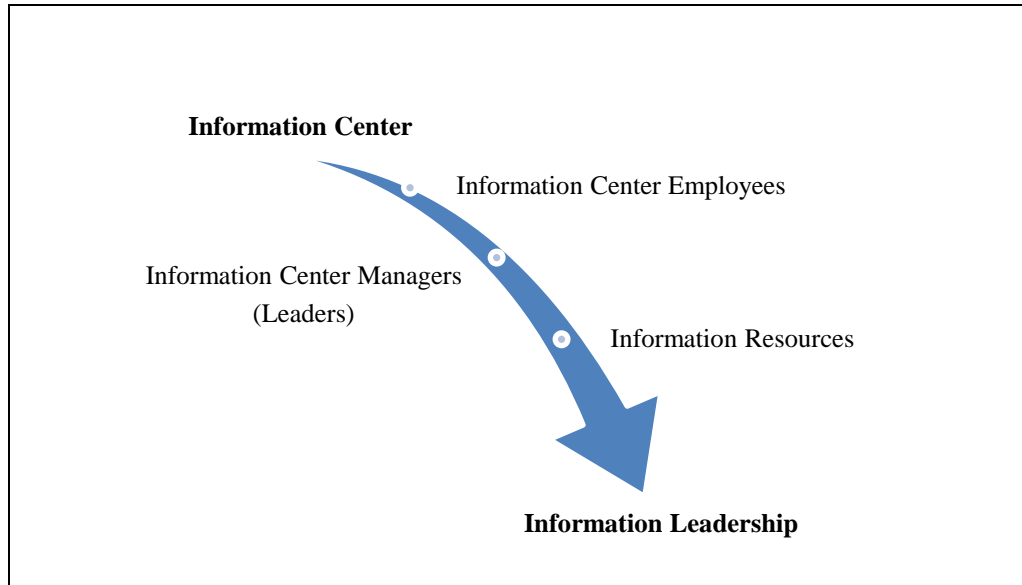 Information Center
Information Center Employees
Information Center Managers
(Leaders)
Information Resources
Information Leadership